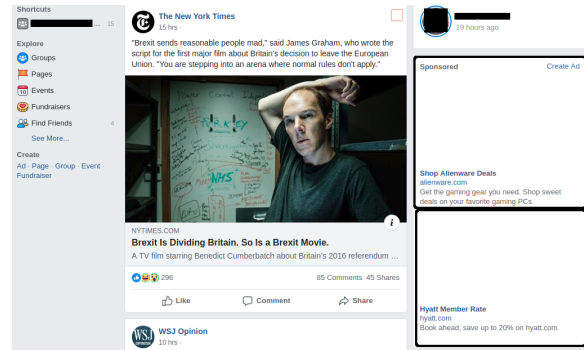 Shortcuts
... 15
Explore
Groups
Pages
Events
Fundraisers
Find Friends 4
See More...
Create
Ad · Page · Group · Event ·
Fundraiser
The New York Times
15 hrs ·
"Brexit sends reasonable people mad," said James Graham, who wrote the
script for the first major film about Britain's decision to leave the European
Union. "You are stepping into an arena where normal rules don't apply."
NHS
i
NYTIMES.COM
Brexit Is Dividing Britain. So Is a Brexit Movie.
A TV film starring Benedict Cumberbatch about Britain's 2016 referendum ...
296 85 Comments 45 Shares
Like Comment Share
WSJ
WSJ Opinion
10 hrs ·
19 hours ago
Sponsored Create Ad
Shop Alienware Deals
alienware.com
Get the gaming gear you need. Shop sweet
deals on your favorite gaming PCs.
Hyatt Member Rate
hyatt.com
Book ahead, save up to 20% on hyatt.com.